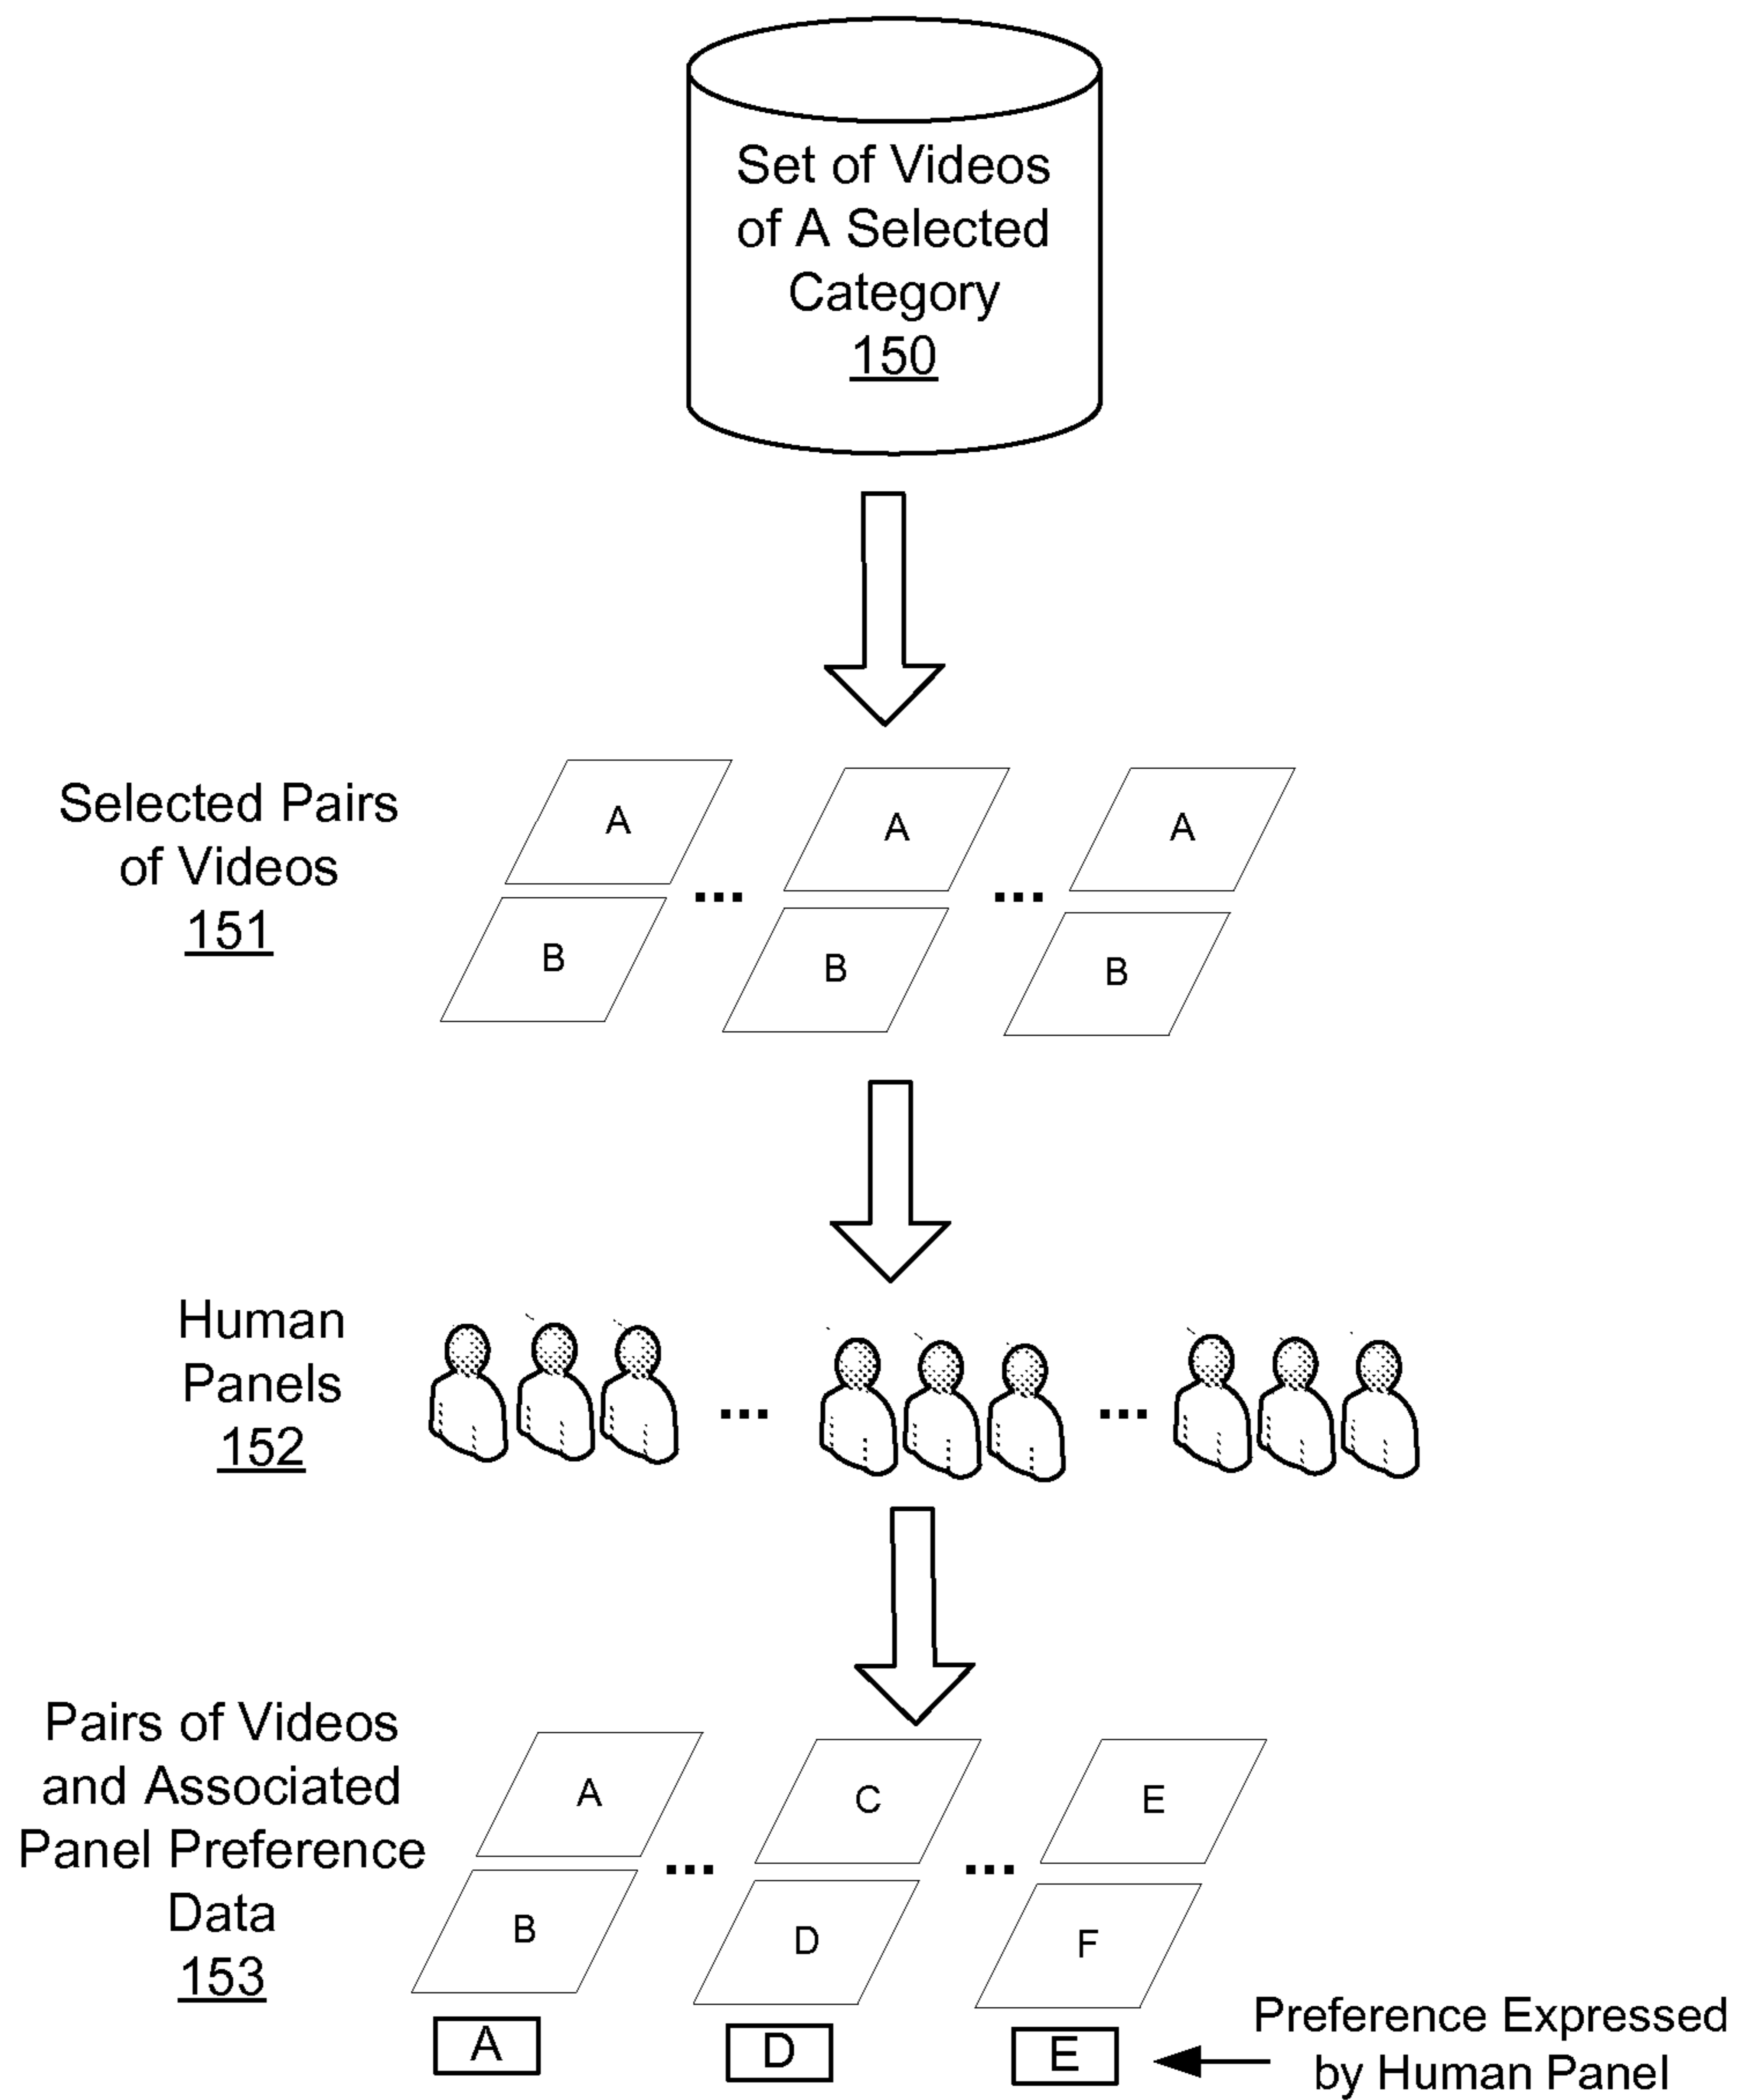 Set of Videos
of A Selected
Category
150
Selected Pairs
of Videos
151
A
A
A
...
...
B
B
B
Human
Panels
152
...
...
Pairs of Videos
and Associated
Panel Preference
Data
153
A
C
E
...
...
B
D
F
A
D
E
Preference Expressed
by Human Panel